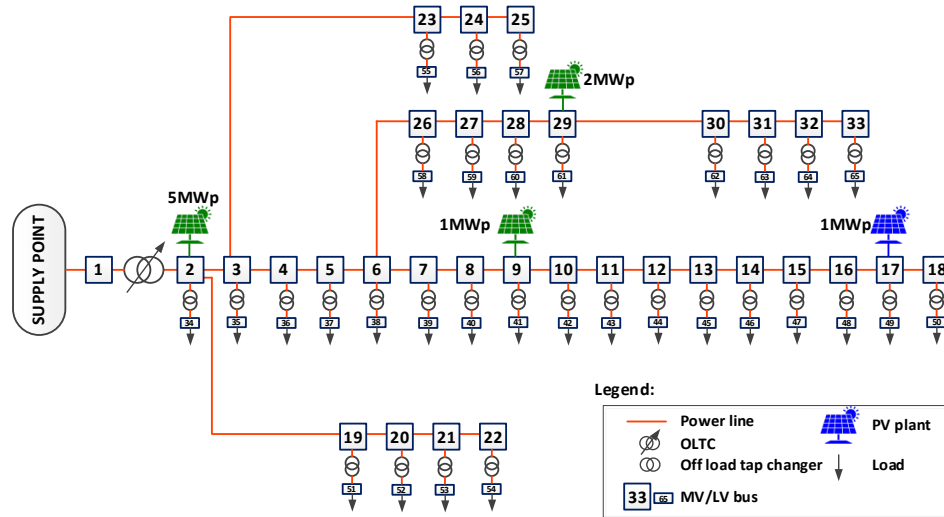 23 24 25
55 56 57
2MWp
26 27 28 29 30 31 32 33
58 59 60 61 62 63 64 65
5MWp 1MWp 1MWp
SUPPLY POINT
1 2 3 4 5 6 7 8 9 10 11 12 13 14 15 16 17 18
34 35 36 37 38 39 40 41 42 43 44 45 46 47 48 49 50
Legend:
Power line
PV plant
OLTC
Off load tap changer
Load
33 65 MV/LV bus
19 20 21 22
51 52 53 54